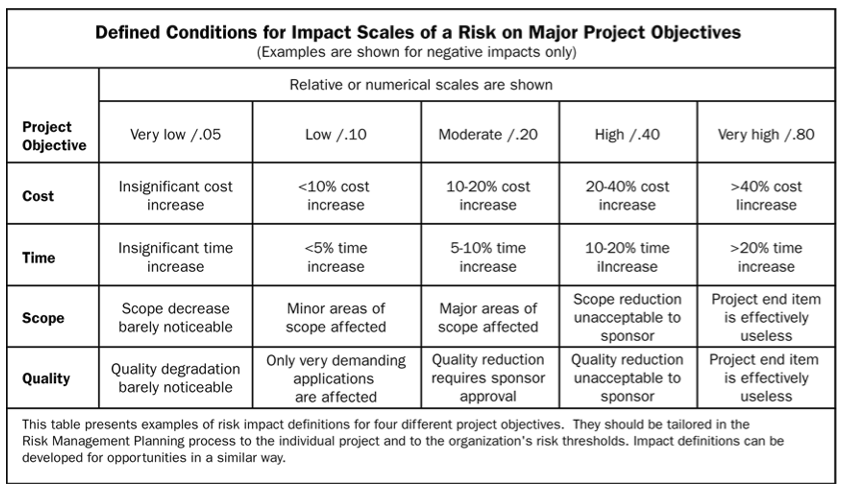 Defined Conditions for Impact Scales of a Risk on Major Project Objectives
(Examples are shown for negative impacts only)
Relative or numerical scales are shown
Project
Objective
Very low /.05
Low /.10
Moderate /.20
High /.40
Very high /.80
Cost
Insignificant cost
increase
<10% cost
increase
10-20% cost
increase
20-40% cost
increase
>40% cost
Iincrease
Time
Insignificant time
increase
<5% time
increase
5-10% time
increase
10-20% time
iIncrease
>20% time
increase
Scope
Scope decrease
barely noticeable
Minor areas of
scope affected
Major areas of
scope affected
Scope reduction
unacceptable to
sponsor
Project end item
is effectively
useless
Quality
Quality degradation
barely noticeable
Only very demanding
applications
are affected
Quality reduction
requires sponsor
approval
Quality reduction
unacceptable to
sponsor
Project end item
is effectively
useless
This table presents examples of risk impact definitions for four different project objectives.  They should be tailored in the
Risk Management Planning process to the individual project and to the organization's risk thresholds. Impact definitions can be
developed for opportunities in a similar way.